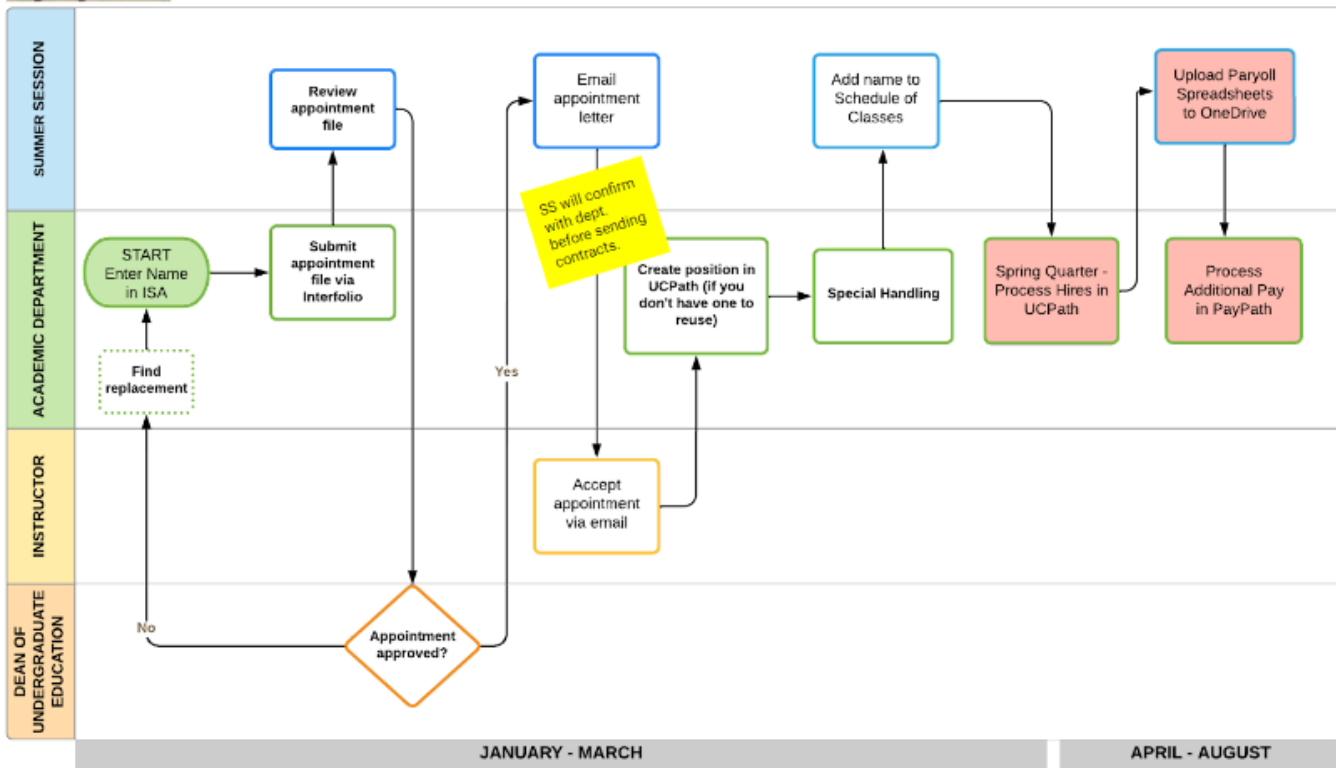 SUMMER SESSION
Review
appointment
file
Email
appointment
letter
Add name to
Schedule of
Classes
Upload Paryoll
Spreadsheets
to OneDrive
SS will confirm
with dept.
before sending
contracts.
ACADEMIC DEPARTMENT
START
Enter Name
in ISA
Submit
appointment
file via
Interfolio
Create position in
UCPath (if you
don't have one to
reuse)
Special Handling
Spring Quarter -
Process Hires in
UCPath
Process
Additional Pay
in PayPath
Find
replacement
Yes
INSTRUCTOR
Accept
appointment
via email
DEAN OF
UNDERGRADUATE
EDUCATION
No
Appointment
approved?
JANUARY - MARCH
APRIL - AUGUST